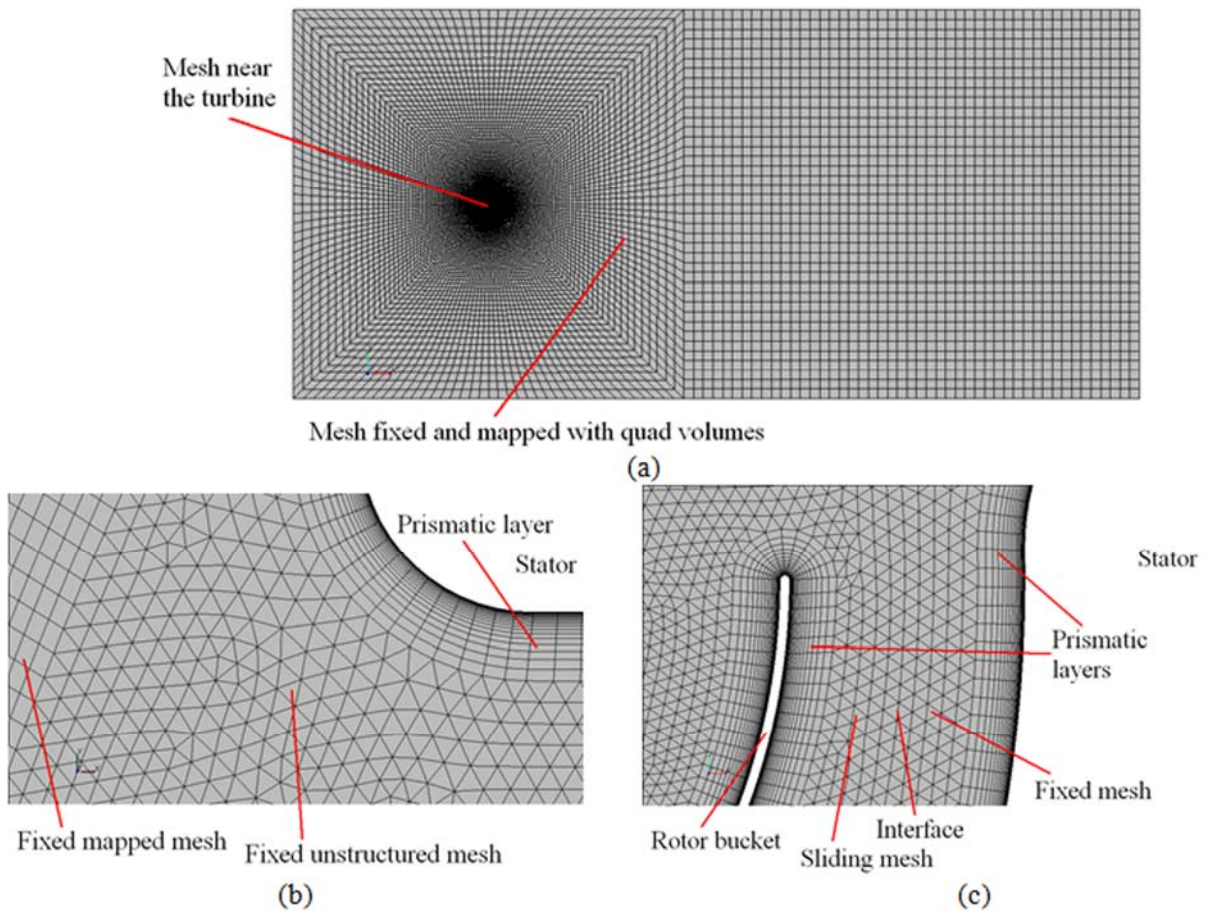 Mesh near
the turbine
Mesh fixed and mapped with quad volumes
(a)
Prismatic layer
Stator
Fixed mapped mesh
Fixed unstructured mesh
(b)
Stator
Prismatic
layers
Fixed mesh
Interface
Rotor bucket
Sliding mesh
(c)